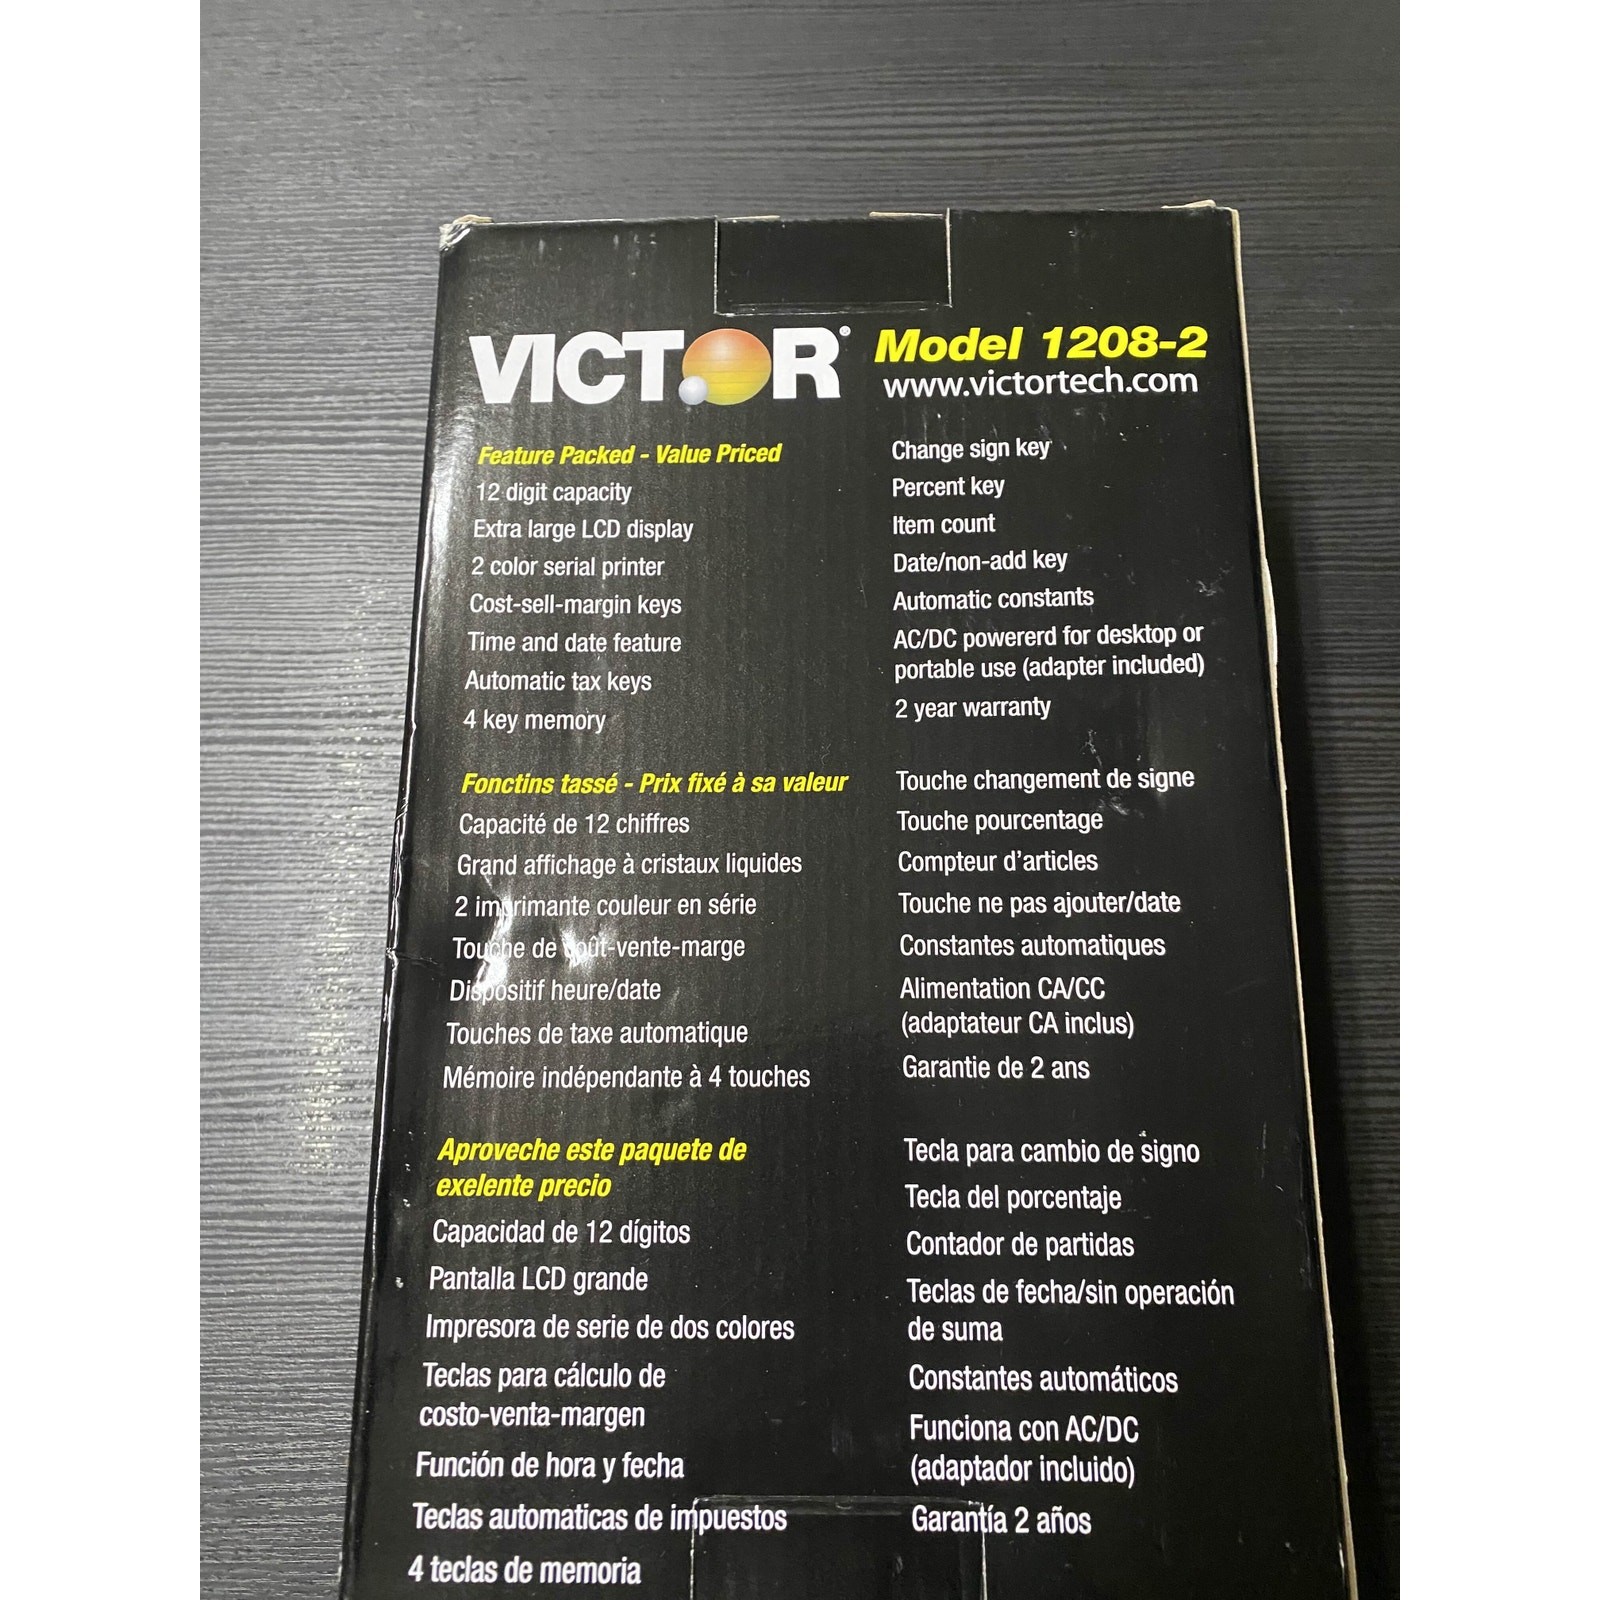 VICTOR®
Model 1208-2
www.victortech.com
Feature Packed - Value Priced
12 digit capacity
Extra large LCD display
2 color serial printer
Cost-sell-margin keys
Time and date feature
Automatic tax keys
4 key memory
Change sign key
Percent key
Item count
Date/non-add key
Automatic constants
AC/DC powererd for desktop or
portable use (adapter included)
2 year warranty
Fonctins tassé - Prix fixé à sa valeur
Capacité de 12 chiffres
Grand affichage à cristaux liquides
2 imprimante couleur en série
Touche de coût-vente-marge
Dispositif heure/date
Touches de taxe automatique
Mémoire indépendante à 4 touches
Touche changement de signe
Touche pourcentage
Compteur d'articles
Touche ne pas ajouter/date
Constantes automatiques
Alimentation CA/CC
(adaptateur CA inclus)
Garantie de 2 ans
Aproveche este paquete de
exelente precio
Capacidad de 12 dígitos
Pantalla LCD grande
Impresora de serie de dos colores
Teclas para cálculo de
costo-venta-margen
Función de hora y fecha
Teclas automaticas de impuestos
4 teclas de memoria
Tecla para cambio de signo
Tecla del porcentaje
Contador de partidas
Teclas de fecha/sin operación
de suma
Constantes automáticos
Funciona con AC/DC
(adaptador incluido)
Garantía 2 años